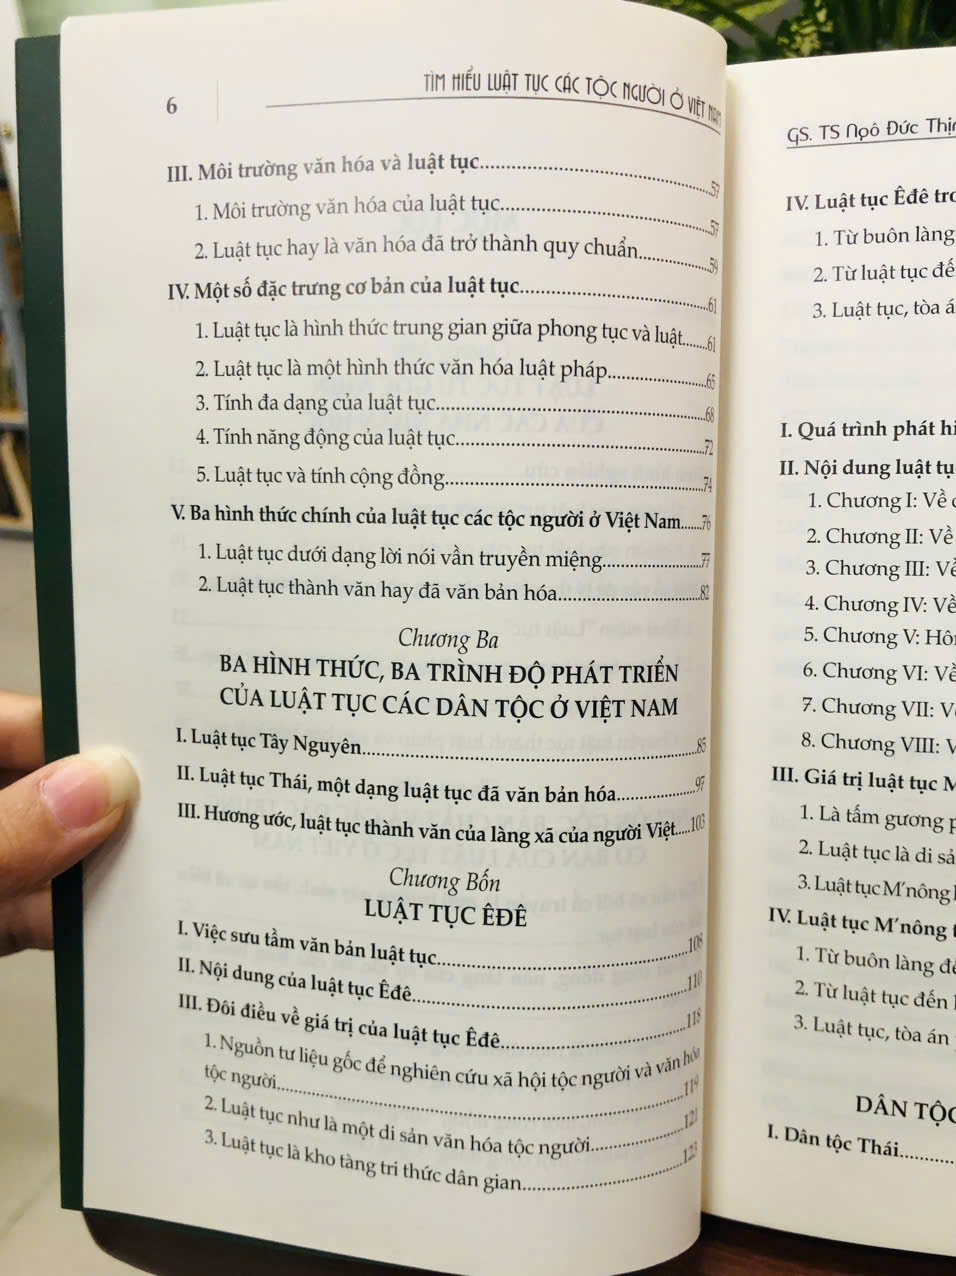 6
TÌM HIỂU LUẬT TỤC CÁC TỘC NGƯỜI Ở VIỆT NAM
III. Môi trường văn hóa và luật tục..........57
1. Môi trường văn hóa của luật tục..........57
2. Luật tục hay là văn hóa đã trở thành quy chuẩn..........59
IV. Một số đặc trưng cơ bản của luật tục..........61
1. Luật tục là hình thức trung gian giữa phong tục và luật.......61
2. Luật tục là một hình thức văn hóa luật pháp..........65
3. Tính đa dạng của luật tục..........68
4. Tính năng động của luật tục..........72
5. Luật tục và tính cộng đồng..........74
V. Ba hình thức chính của luật tục các tộc người ở Việt Nam......76
1. Luật tục dưới dạng lời nói vần truyền miệng..........77
2. Luật tục thành văn hay đã văn bản hóa..........82
Chương Ba
BA HÌNH THỨC, BA TRÌNH ĐỘ PHÁT TRIỂN
CỦA LUẬT TỤC CÁC DÂN TỘC Ở VIỆT NAM
I. Luật tục Tây Nguyên..........85
II. Luật tục Thái, một dạng luật tục đã văn bản hóa..........97
III. Hương ước, luật tục thành văn của làng xã của người Việt.....103
Chương Bốn
LUẬT TỤC ÊĐÊ
I. Việc sưu tầm văn bản luật tục..........108
II. Nội dung của luật tục Êđê..........110
III. Đôi điều về giá trị của luật tục Êđê..........118
1. Nguồn tư liệu gốc để nghiên cứu xã hội tộc người và văn hóa
tộc người..........119
2. Luật tục như là một di sản văn hóa tộc người..........121
3. Luật tục là kho tàng tri thức dân gian..........123
GS. TS Ngô Đức
IV. Luật tục Êđê
1. Từ buôn làng
2. Từ luật tục
3. Luật tục, tòa
I. Quá trình phát
II. Nội dung luật
1. Chương I: Về
2. Chương II: Về
3. Chương III: Về
4. Chương IV: Về
5. Chương V:
6. Chương VI: Về
7. Chương VII:
8. Chương VIII:
III. Giá trị luật tục
1. Là tấm gương
2. Luật tục là di
3. Luật tục M'nông
IV. Luật tục M'nông
1. Từ buôn làng
2. Từ luật tục đến
3. Luật tục, tòa án
DÂN TỘC
I. Dân tộc Thái..........